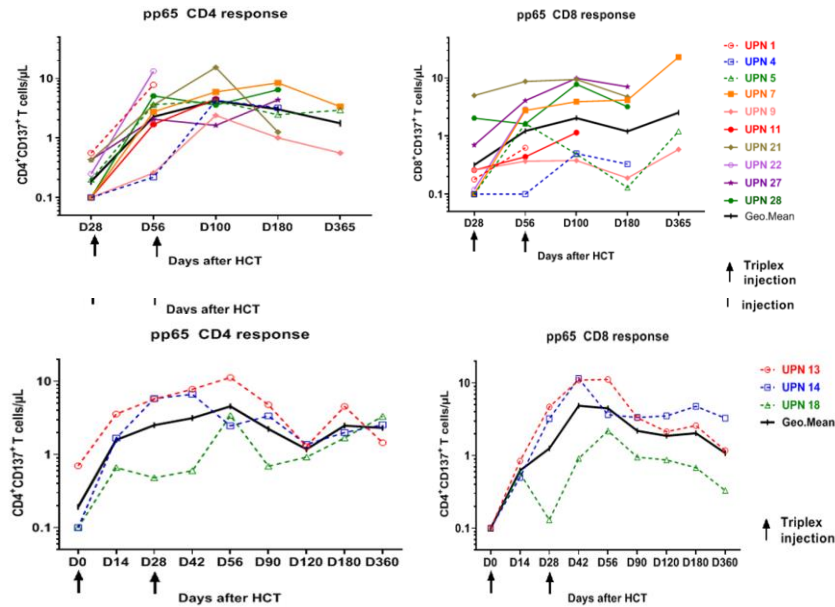 pp65 CD4 response
CD4⁺CD137⁺ T cells/µL
10
1
0.1
D28 D56 D100 D180 D365
Days after HCT
pp65 CD8 response
CD8⁺CD137⁺ T cells/µL
10
1
0.1
D28 D56 D100 D180 D365
Days after HCT
UPN 1
UPN 4
UPN 5
UPN 7
UPN 9
UPN 11
UPN 21
UPN 22
UPN 27
UPN 28
Geo.Mean
Triplex
injection
injection
Days after HCT
pp65 CD4 response
CD4⁺CD137⁺ T cells/µL
10
1
0.1
D0 D14 D28 D42 D56 D90 D120 D180 D360
Days after HCT
pp65 CD8 response
CD4⁺CD137⁺ T cells/µL
10
1
0.1
D0 D14 D28 D42 D56 D90 D120 D180 D360
Days after HCT
UPN 13
UPN 14
UPN 18
Geo.Mean
Triplex
injection